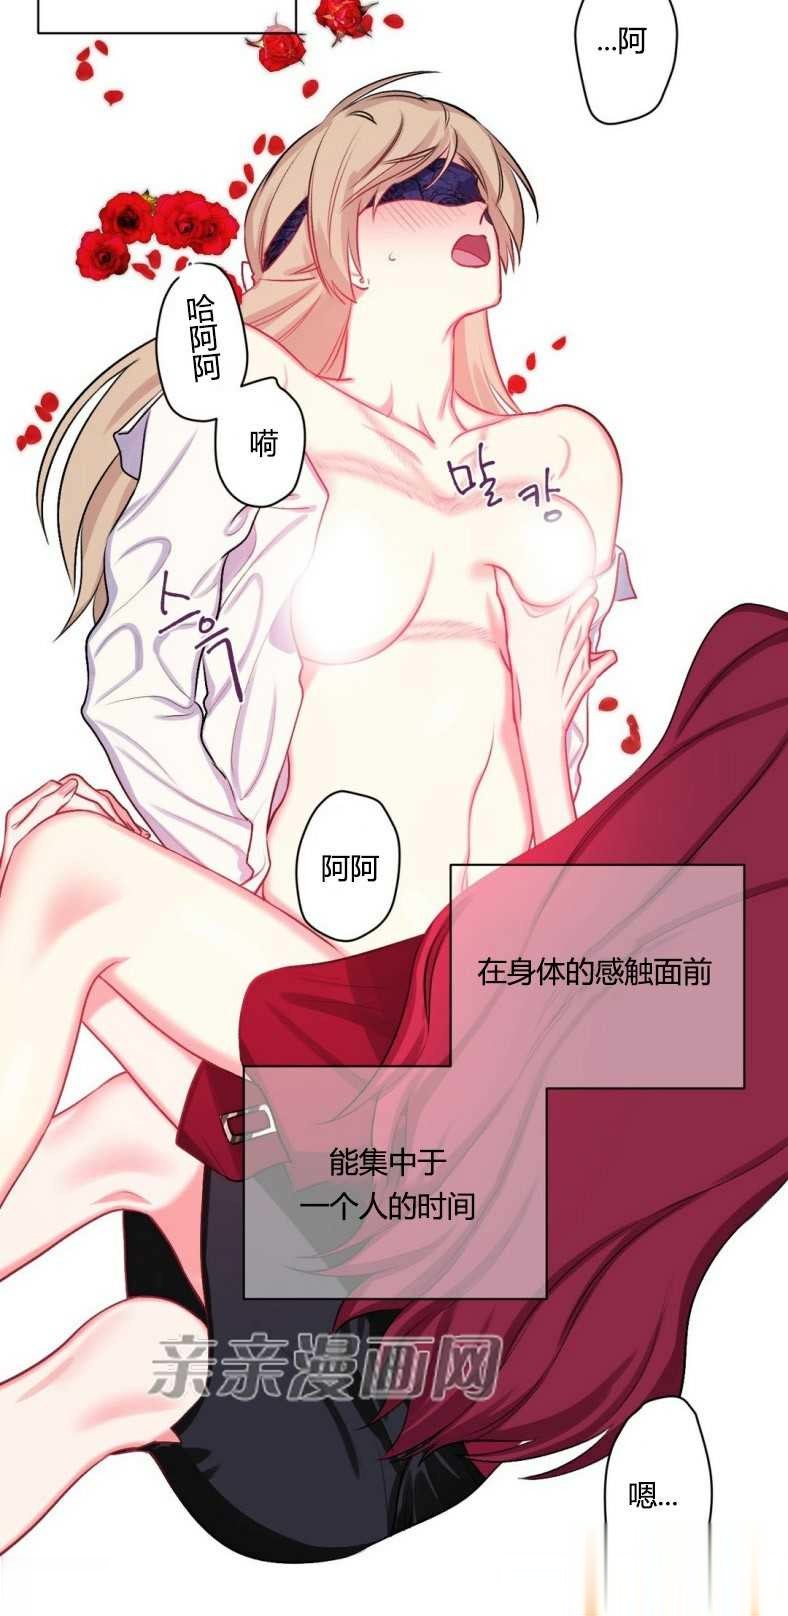 …阿
哈阿阿
嗬
말캉
스윽
阿阿
在身体的感触面前
能集中于
一个人的时间
亲亲漫画网
嗯…